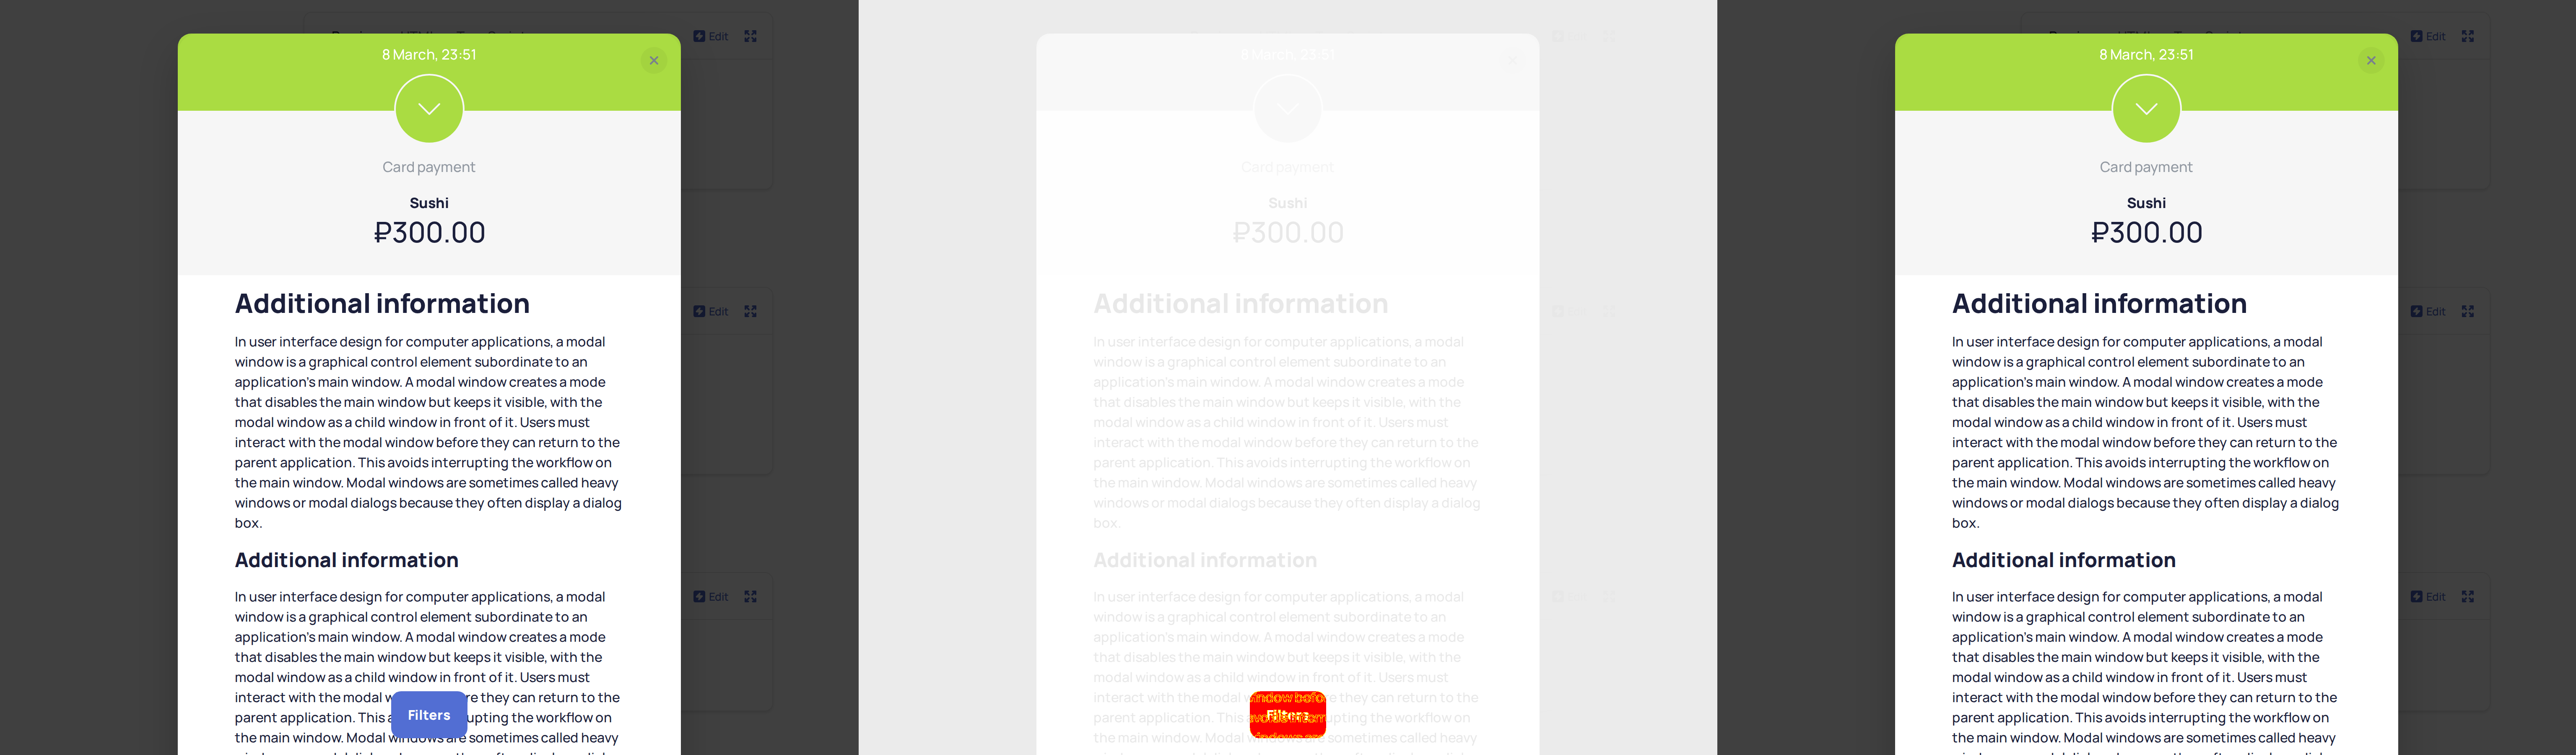 Edit
8 March, 23:51
Card payment
Sushi
₽300.00
Additional information
In user interface design for computer applications, a modal
window is a graphical control element subordinate to an
application's main window. A modal window creates a mode
that disables the main window but keeps it visible, with the
modal window as a child window in front of it. Users must
interact with the modal window before they can return to the
parent application. This avoids interrupting the workflow on
the main window. Modal windows are sometimes called heavy
windows or modal dialogs because they often display a dialog
box.
Additional information
In user interface design for computer applications, a modal
window is a graphical control element subordinate to an
application's main window. A modal window creates a mode
that disables the main window but keeps it visible, with the
modal window as a child window in front of it. Users must
interact with the modal w re they can return to the
parent application. This a upting the workflow on
the main window. Modal windows are sometimes called heavy
Filters
Edit
Edit
8 March, 23:51
Card payment
Sushi
₽300.00
Additional information
In user interface design for computer applications, a modal
window is a graphical control element subordinate to an
application's main window. A modal window creates a mode
that disables the main window but keeps it visible, with the
modal window as a child window in front of it. Users must
interact with the modal window before they can return to the
parent application. This avoids interrupting the workflow on
the main window. Modal windows are sometimes called heavy
windows or modal dialogs because they often display a dialog
box.
Additional information
In user interface design for computer applications, a modal
window is a graphical control element subordinate to an
application's main window. A modal window creates a mode
that disables the main window but keeps it visible, with the
modal window as a child window in front of it. Users must
interact with the modal window before they can return to the
parent application. This avoids interrupting the workflow on
the main window. Modal windows are sometimes called heavy
Filters
Edit
8 March, 23:51
Card payment
Sushi
₽300.00
Additional information
In user interface design for computer applications, a modal
window is a graphical control element subordinate to an
application's main window. A modal window creates a mode
that disables the main window but keeps it visible, with the
modal window as a child window in front of it. Users must
interact with the modal window before they can return to the
parent application. This avoids interrupting the workflow on
the main window. Modal windows are sometimes called heavy
windows or modal dialogs because they often display a dialog
box.
Additional information
In user interface design for computer applications, a modal
window is a graphical control element subordinate to an
application's main window. A modal window creates a mode
that disables the main window but keeps it visible, with the
modal window as a child window in front of it. Users must
interact with the modal window before they can return to the
parent application. This avoids interrupting the workflow on
the main window. Modal windows are sometimes called heavy
Edit
Edit